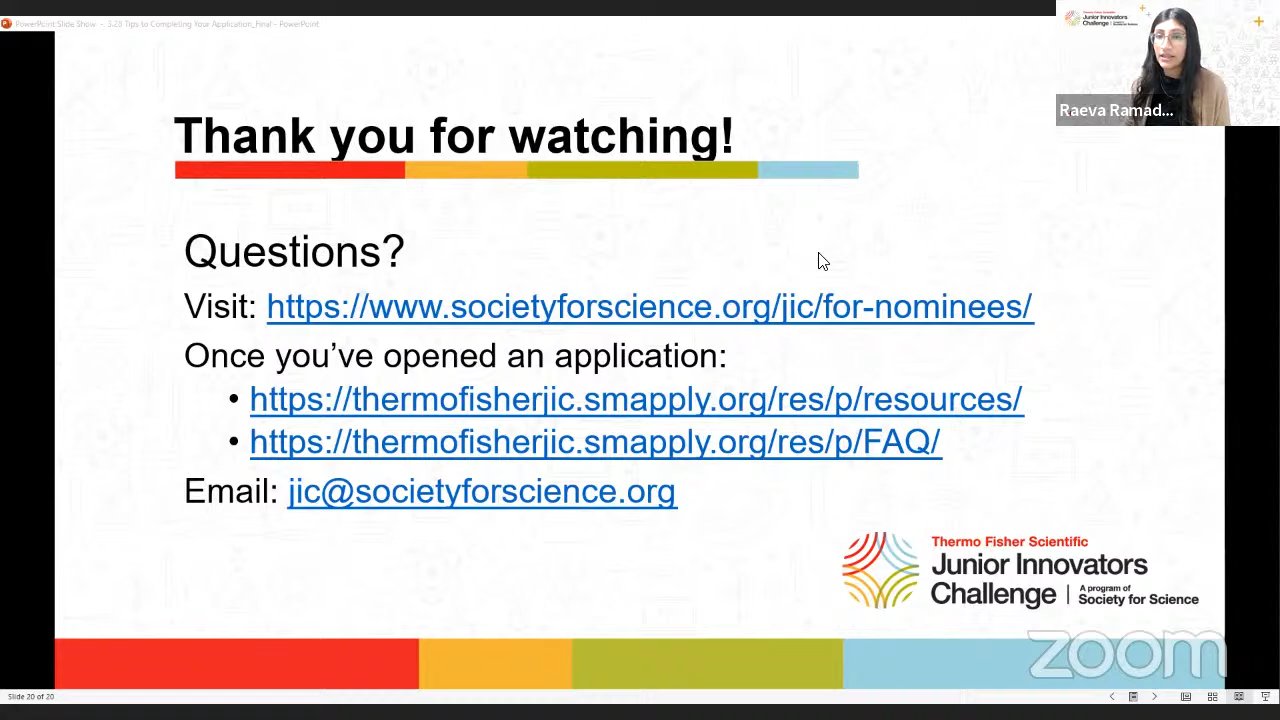 PowerPoint Slide Show - 3-28 Tips to Completing Your Application_Final - PowerPoint
Thermo Fisher Scientific
Junior Innovators
Challenge
Raeva Ramad...
Thank you for watching!
Questions?
Visit: https://www.societyforscience.org/jic/for-nominees/
Once you’ve opened an application:
• https://thermofisherjic.smapply.org/res/p/resources/
• https://thermofisherjic.smapply.org/res/p/FAQ/
Email: jic@societyforscience.org
Thermo Fisher Scientific
Junior Innovators
Challenge | A program of
Society for Science
zoom
Slide 20 of 20